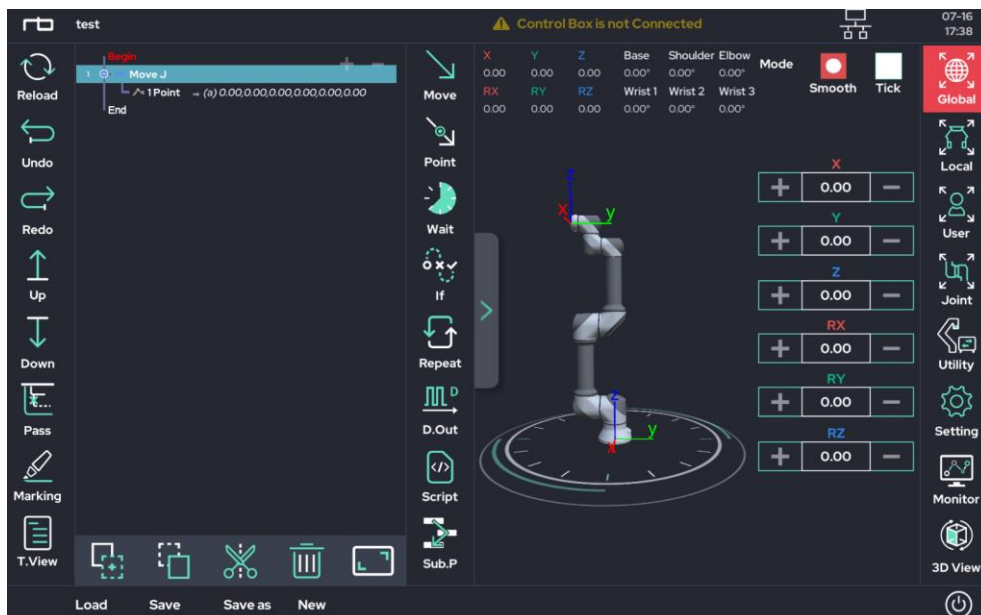 test
Control Box is not Connected
07-16
17:38
Reload
Undo
Redo
Up
Down
Pass
Marking
T.View
Begin
1 Move J
1 Point → (a) 0.00,0.00,0.00,0.00,0.00,0.00
End
Move
Point
Wait
If
Repeat
D
D.Out
Script
Sub.P
X Y Z Base Shoulder Elbow
0.00 0.00 0.00 0.00° 0.00° 0.00°
RX RY RZ Wrist 1 Wrist 2 Wrist 3
0.00 0.00 0.00 0.00° 0.00° 0.00°
Mode
Smooth
Tick
Z
X
y
Z
y
X
X
+ 0.00 −
Y
+ 0.00 −
Z
+ 0.00 −
RX
+ 0.00 −
RY
+ 0.00 −
RZ
+ 0.00 −
Global
Local
User
Joint
Utility
Setting
Monitor
3D View
Load Save Save as New